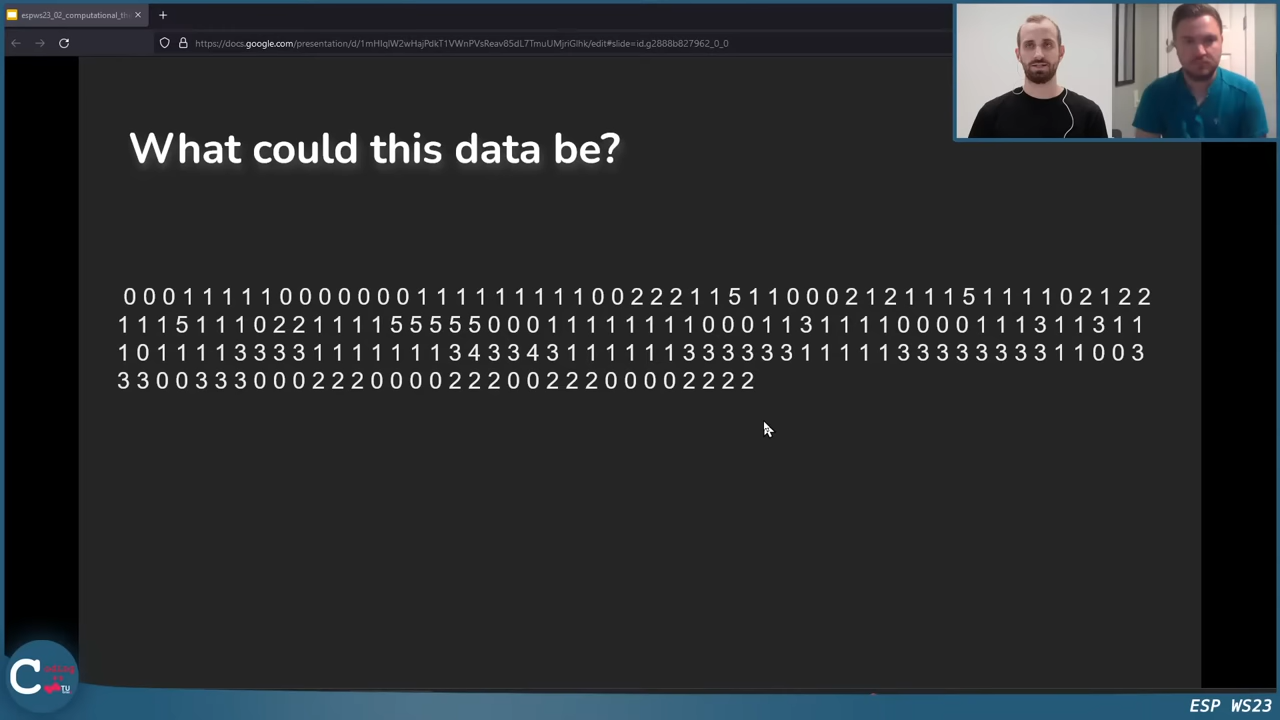 espws23_02_computational_th
https://docs.google.com/presentation/d/1mHIqlW2wHajPdkT1VWnPVsReav85dL7TmuUMjriGlhk/edit#slide=id.g2888b827962_0_0
What could this data be?
0 0 0 1 1 1 1 1 0 0 0 0 0 0 0 1 1 1 1 1 1 1 1 1 0 0 2 2 2 1 1 5 1 1 0 0 0 2 1 2 1 1 1 5 1 1 1 1 0 2 1 2 2
1 1 1 5 1 1 1 0 2 2 1 1 1 1 5 5 5 5 5 0 0 0 1 1 1 1 1 1 1 1 0 0 0 1 1 3 1 1 1 1 0 0 0 0 1 1 1 3 1 1 3 1 1
1 0 1 1 1 1 3 3 3 3 1 1 1 1 1 1 1 3 4 3 3 4 3 1 1 1 1 1 1 3 3 3 3 3 3 1 1 1 1 1 3 3 3 3 3 3 3 3 1 1 0 0 3
3 3 0 0 3 3 3 0 0 0 2 2 2 0 0 0 0 2 2 2 0 0 2 2 2 0 0 0 0 2 2 2 2
C
TU
ESP WS23